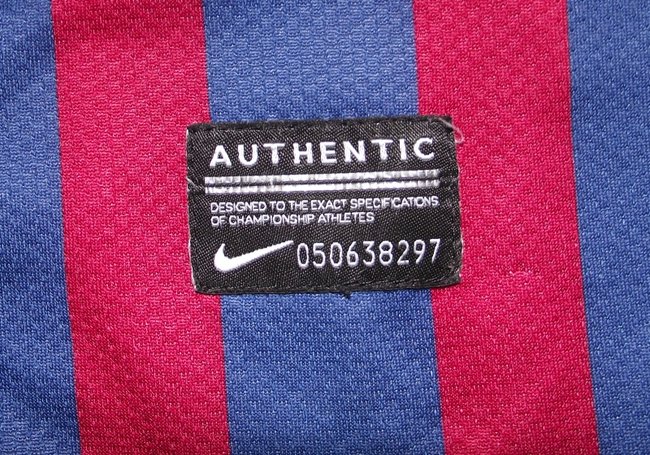 AUTHENTIC
DESIGNED TO THE EXACT SPECIFICATIONS
OF CHAMPIONSHIP ATHLETES
050638297